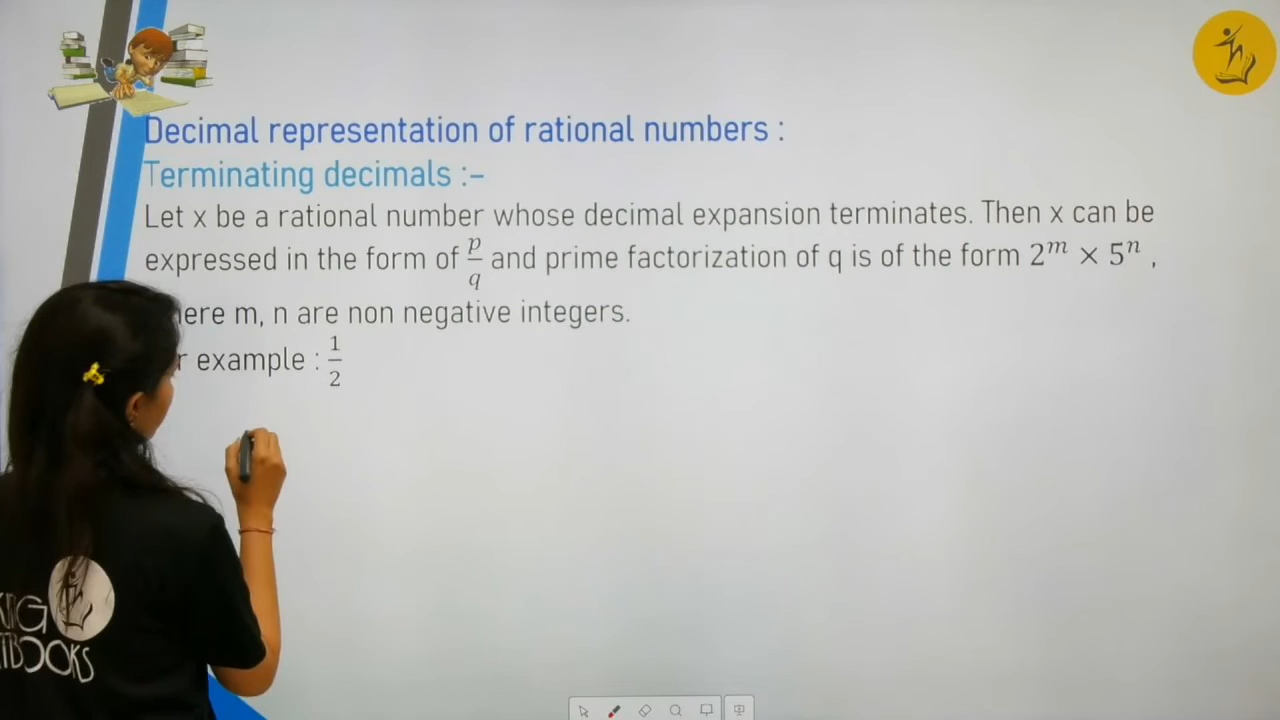 Decimal representation of rational numbers :
Terminating decimals :-
Let x be a rational number whose decimal expansion terminates. Then x can be
expressed in the form of p/q and prime factorization of q is of the form 2^m × 5^n ,
ere m, n are non negative integers.
r example : 1/2